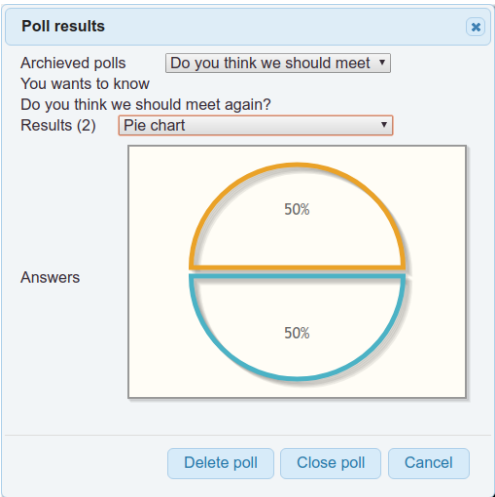 Poll results
Archieved polls Do you think we should meet
You wants to know
Do you think we should meet again?
Results (2) Pie chart
50%
Answers
50%
Delete poll Close poll Cancel